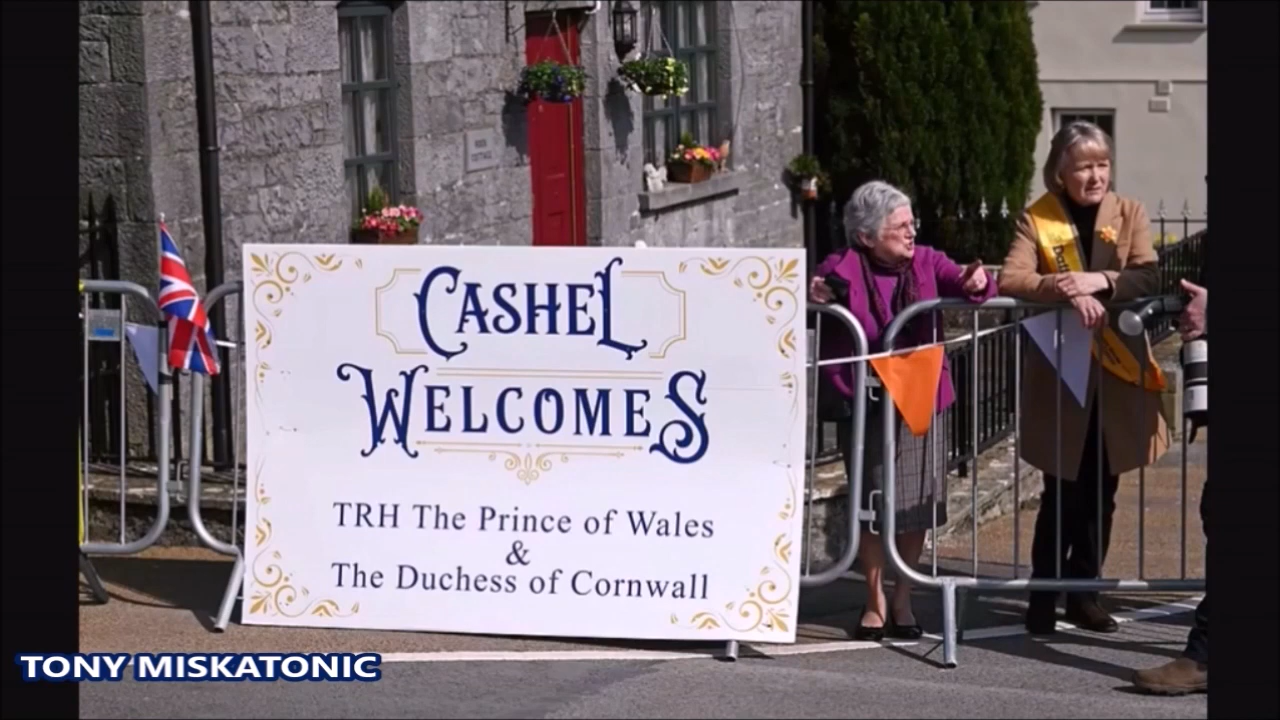 CASHEL
WELCOMES
TRH The Prince of Wales
&
The Duchess of Cornwall
TONY MISKATONIC